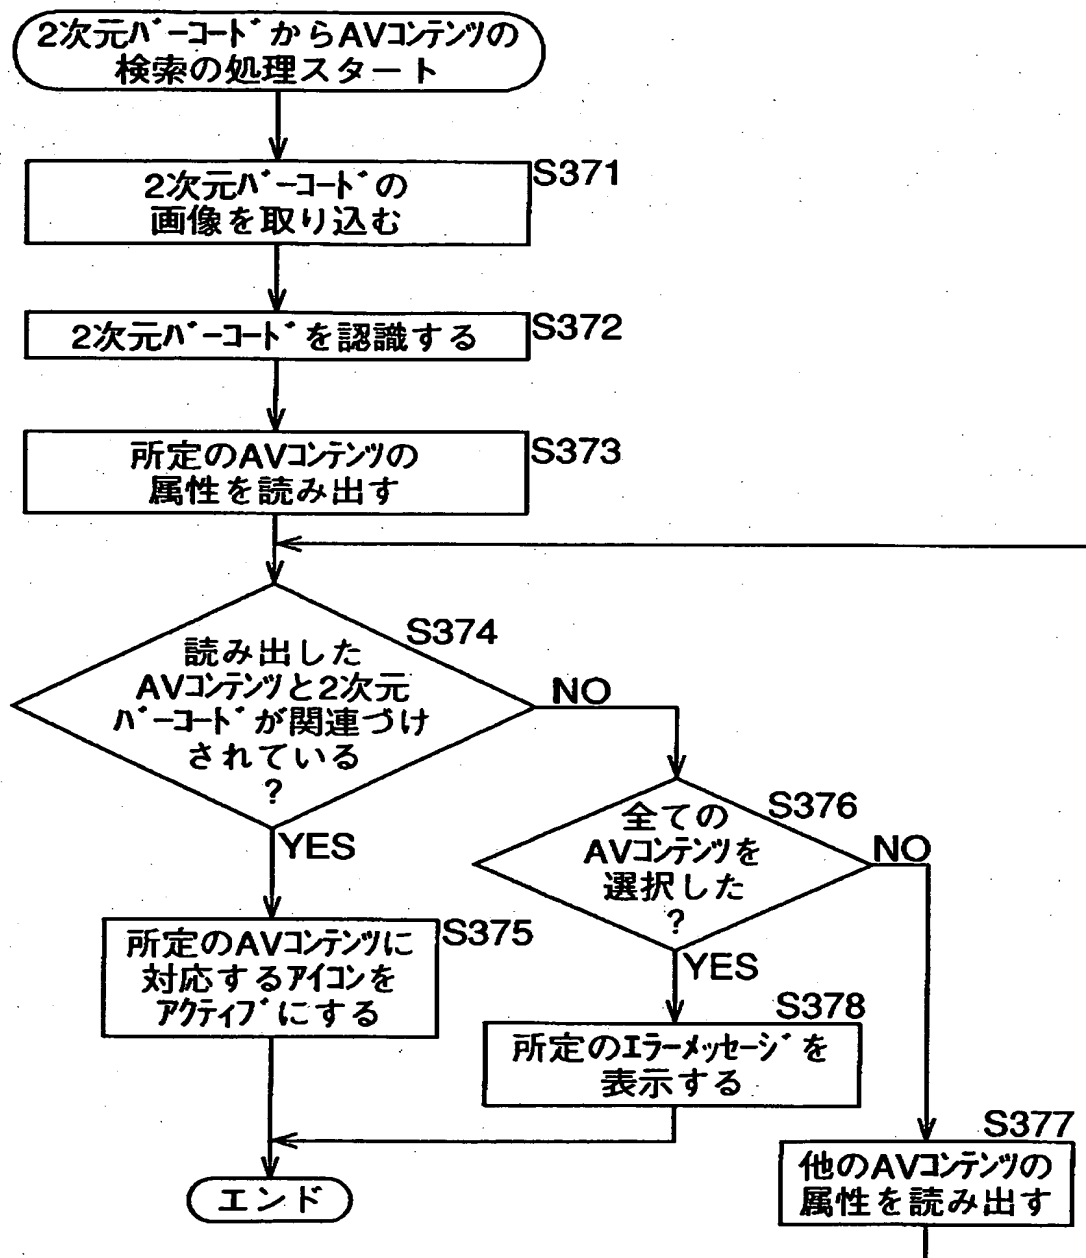 2次元バーコードからAVコンテンツの
検索の処理スタート
S371
2次元バーコードの
画像を取り込む
S372
2次元バーコードを認識する
S373
所定のAVコンテンツの
属性を読み出す
S374
読み出した
AVコンテンツと2次元
バーコードが関連づけ
されている
?
NO
YES
S376
全ての
AVコンテンツを
選択した
?
NO
YES
S375
所定のAVコンテンツに
対応するアイコンを
アクティブにする
S378
所定のエラーメッセージを
表示する
S377
他のAVコンテンツの
属性を読み出す
エンド